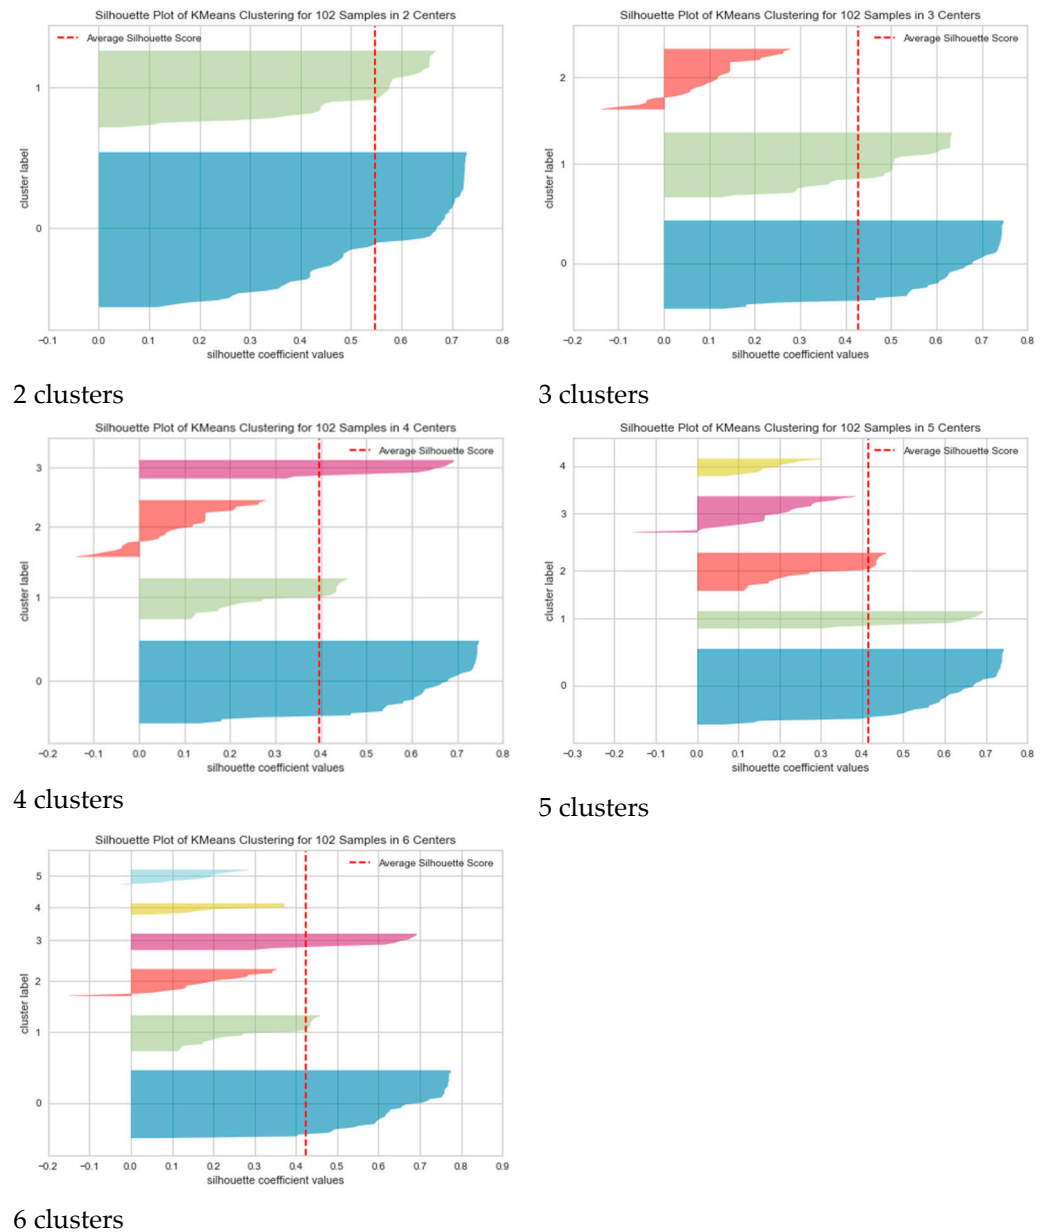 Silhouette Plot of KMeans Clustering for 102 Samples in 2 Centers
Average Silhouette Score
1
0
cluster label
-0.1 0.0 0.1 0.2 0.3 0.4 0.5 0.6 0.7 0.8
silhouette coefficient values
2 clusters
Silhouette Plot of KMeans Clustering for 102 Samples in 3 Centers
Average Silhouette Score
2
1
0
cluster label
-0.2 -0.1 0.0 0.1 0.2 0.3 0.4 0.5 0.6 0.7 0.8
silhouette coefficient values
3 clusters
Silhouette Plot of KMeans Clustering for 102 Samples in 4 Centers
Average Silhouette Score
3
2
1
0
cluster label
-0.2 -0.1 0.0 0.1 0.2 0.3 0.4 0.5 0.6 0.7 0.8
silhouette coefficient values
4 clusters
Silhouette Plot of KMeans Clustering for 102 Samples in 5 Centers
Average Silhouette Score
4
3
2
1
0
cluster label
-0.3 -0.2 -0.1 0.0 0.1 0.2 0.3 0.4 0.5 0.6 0.7 0.8
silhouette coefficient values
5 clusters
Silhouette Plot of KMeans Clustering for 102 Samples in 6 Centers
Average Silhouette Score
5
4
3
2
1
0
cluster label
-0.2 -0.1 0.0 0.1 0.2 0.3 0.4 0.5 0.6 0.7 0.8 0.9
silhouette coefficient values
6 clusters